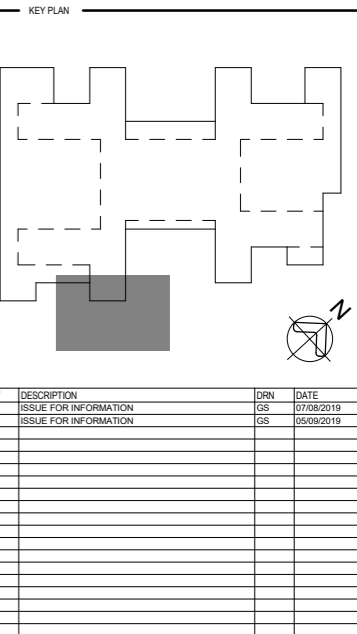 KEY PLAN
N
DESCRIPTION DRN DATE
ISSUE FOR INFORMATION GS 07/08/2019
ISSUE FOR INFORMATION GS 05/09/2019